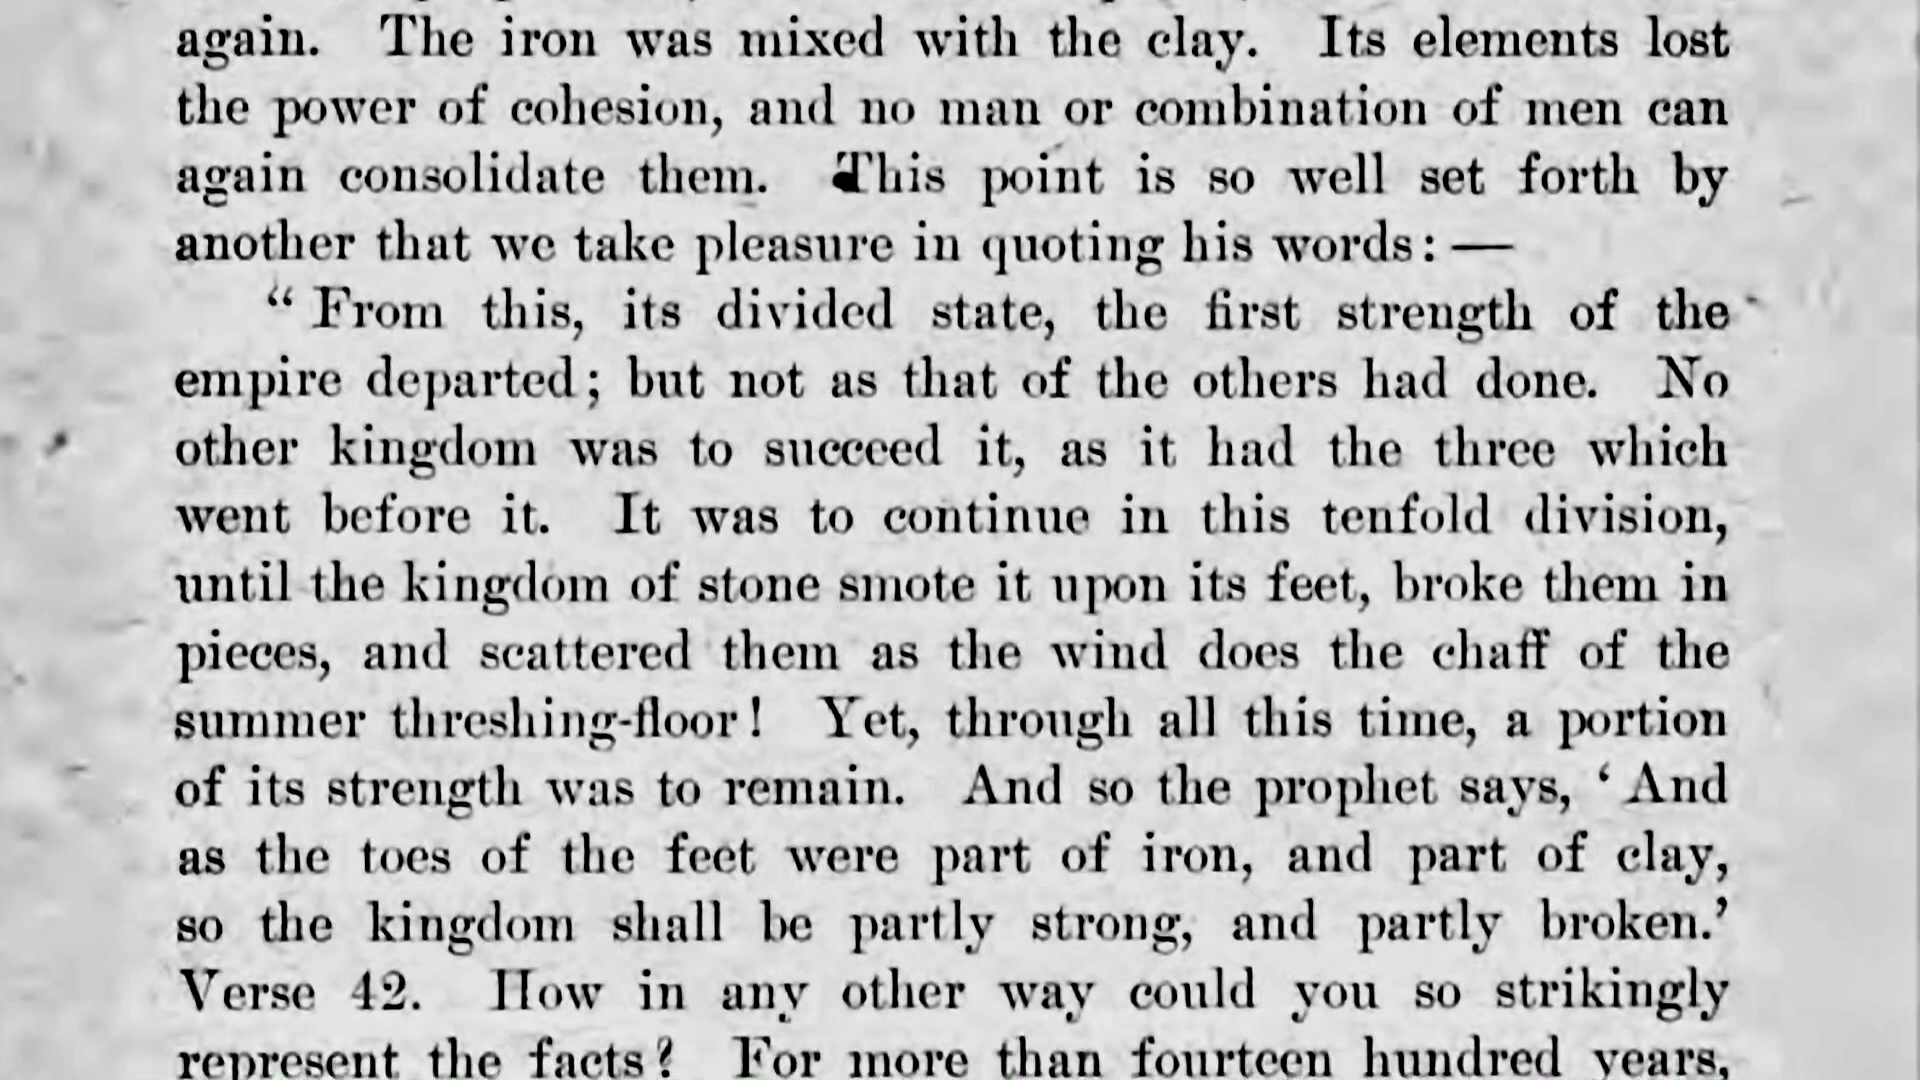 again. The iron was mixed with the clay. Its elements lost
the power of cohesion, and no man or combination of men can
again consolidate them. This point is so well set forth by
another that we take pleasure in quoting his words: —
“ From this, its divided state, the first strength of the
empire departed; but not as that of the others had done. No
other kingdom was to succeed it, as it had the three which
went before it. It was to continue in this tenfold division,
until the kingdom of stone smote it upon its feet, broke them in
pieces, and scattered them as the wind does the chaff of the
summer threshing-floor! Yet, through all this time, a portion
of its strength was to remain. And so the prophet says, ‘ And
as the toes of the feet were part of iron, and part of clay,
so the kingdom shall be partly strong, and partly broken.’
Verse 42. How in any other way could you so strikingly
represent the facts? For more than fourteen hundred years,